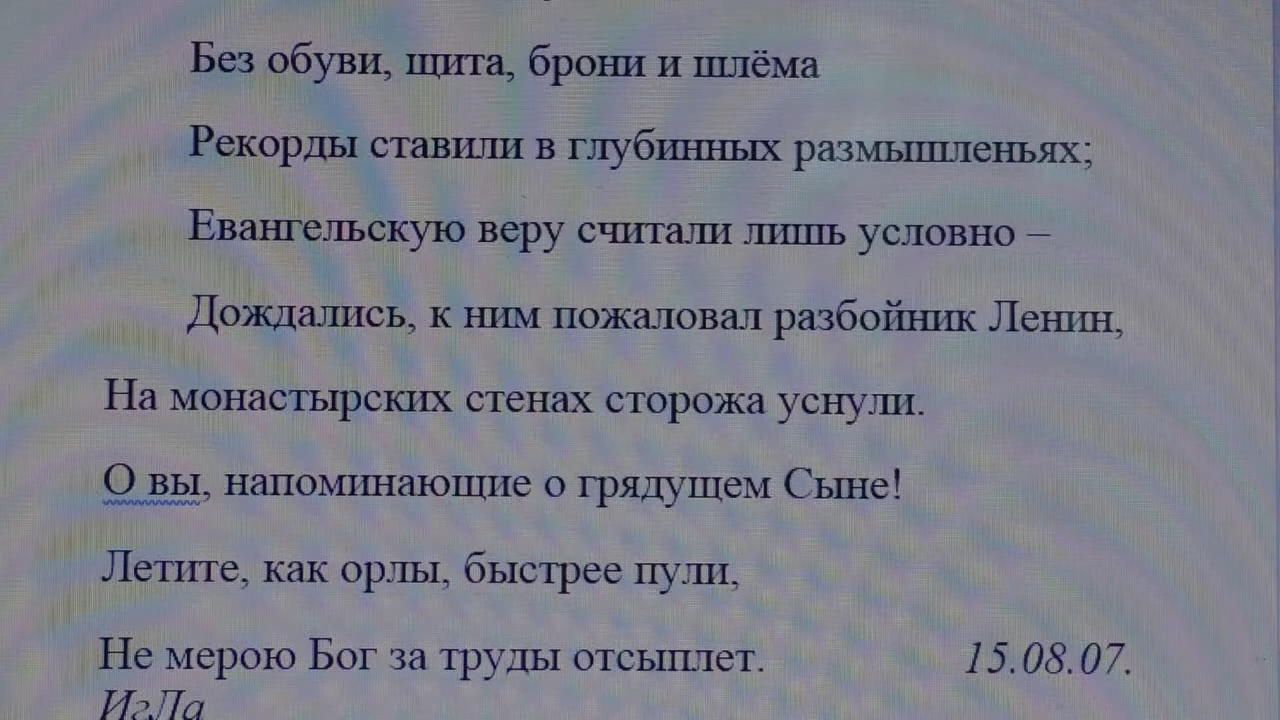 Без обуви, щита, брони и шлёма
Рекорды ставили в глубинных размышленьях;
Евангельскую веру считали лишь условно –
Дождались, к ним пожаловал разбойник Ленин,
На монастырских стенах сторожа уснули.
О вы, напоминающие о грядущем Сыне!
Летите, как орлы, быстрее пули,
Не мерою Бог за труды отсыплет. 15.08.07.
ИгЛа